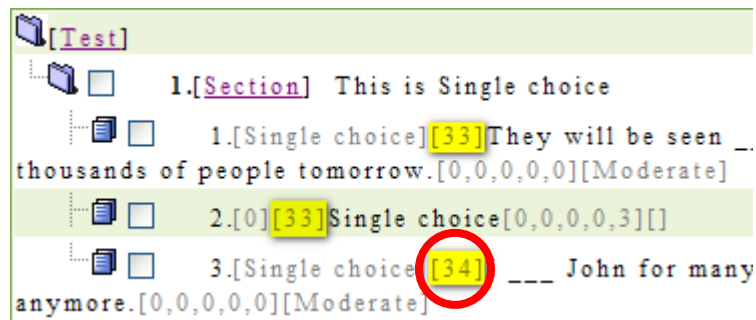 [Test]
1.[Section] This is Single choice
1.[Single choice][33]They will be seen _
thousands of people tomorrow.[0,0,0,0,0][Moderate]
2.[0][33]Single choice[0,0,0,0,3][]
3.[Single choice][34] ___ John for many
anymore.[0,0,0,0,0][Moderate]